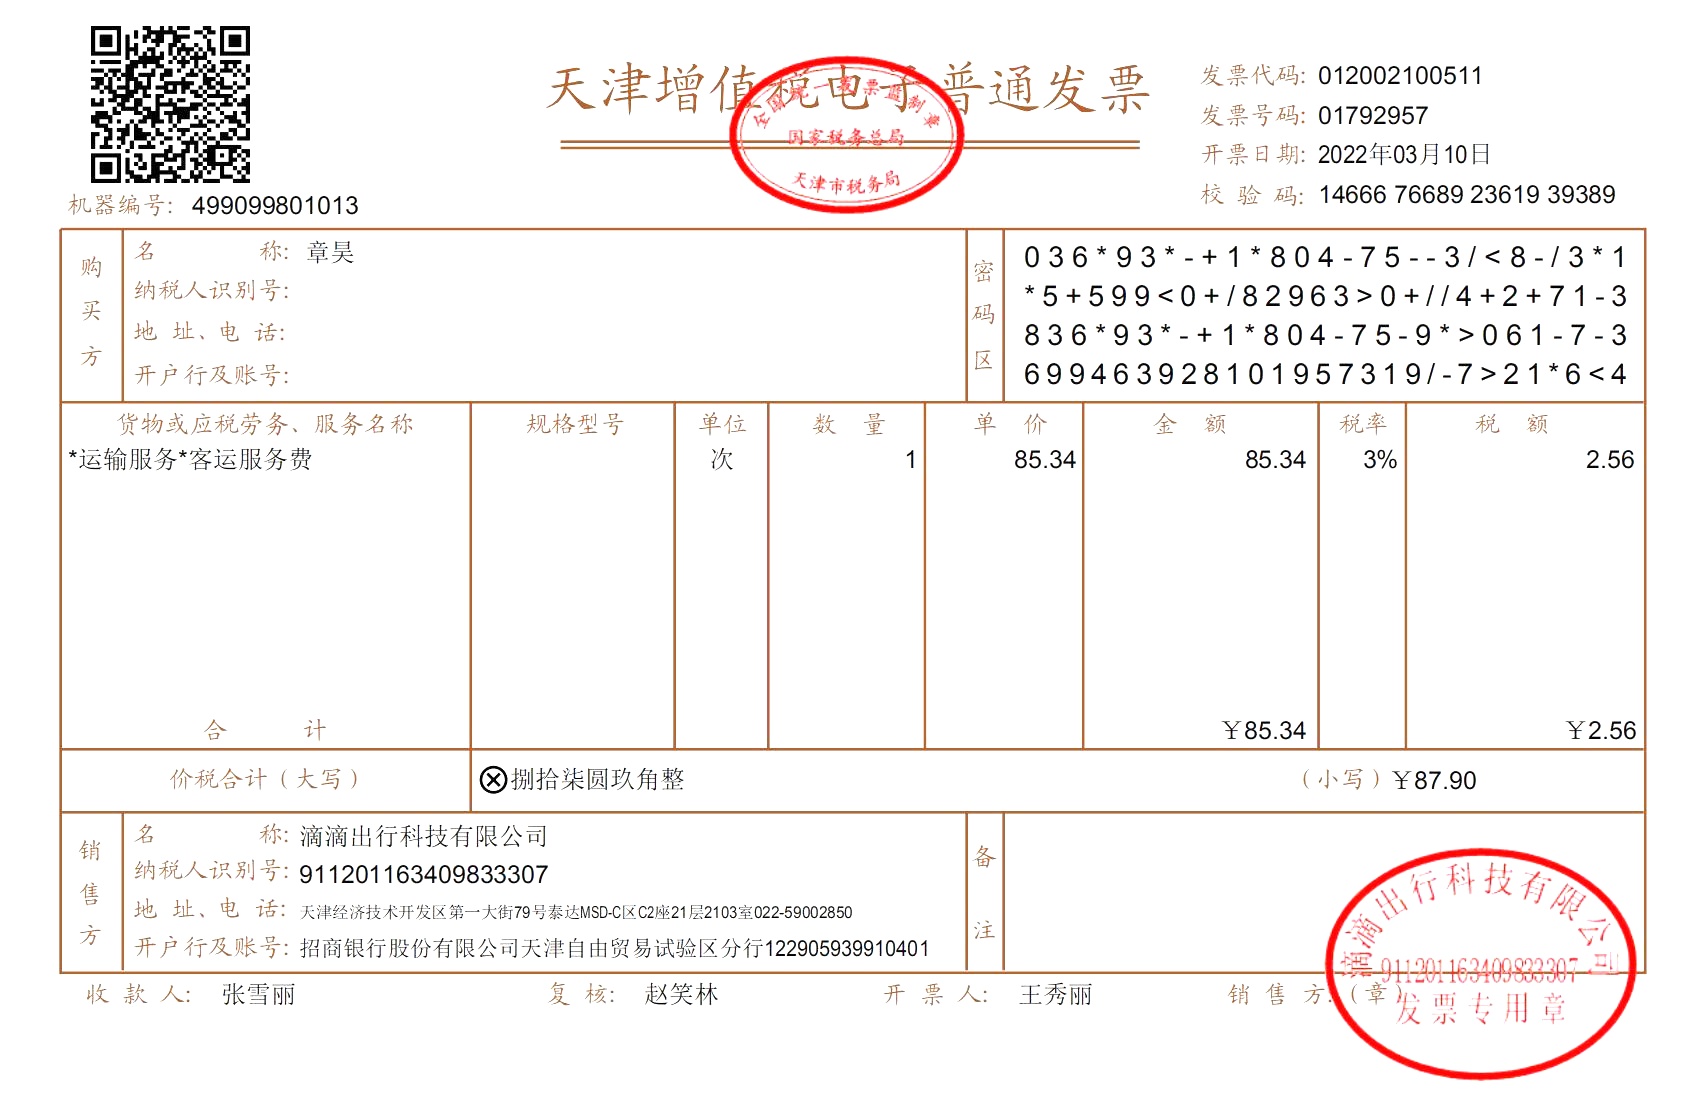 天津增值税电子普通发票
全国统一发票监制章
国家税务总局
天津市税务局
发票代码: 012002100511
发票号码: 01792957
开票日期: 2022年03月10日
校 验 码: 14666 76689 23619 39389
机器编号: 499099801013
购买方
名 称: 章昊
纳税人识别号:
地 址、电 话:
开户行及账号:
密码区
036*93*-+1*804-75--3/<8-/3*1
*5+599<0+/82963>0+//4+2+71-3
836*93*-+1*804-75-9*>061-7-3
699463928101957319/-7>21*6<4
货物或应税劳务、服务名称 规格型号 单位 数 量 单 价 金 额 税率 税 额
*运输服务*客运服务费 次 1 85.34 85.34 3% 2.56
合 计 ￥85.34 ￥2.56
价税合计（大写） ⊗捌拾柒圆玖角整 （小写）￥87.90
销售方
名 称: 滴滴出行科技有限公司
纳税人识别号: 911201163409833307
地 址、电 话: 天津经济技术开发区第一大街79号泰达MSD-C区C2座21层2103室022-59002850
开户行及账号: 招商银行股份有限公司天津自由贸易试验区分行122905939910401
备注
收 款 人: 张雪丽 复 核: 赵笑林 开 票 人: 王秀丽 销 售 方:（章）
滴滴出行科技有限公司
911201163409833307
发票专用章